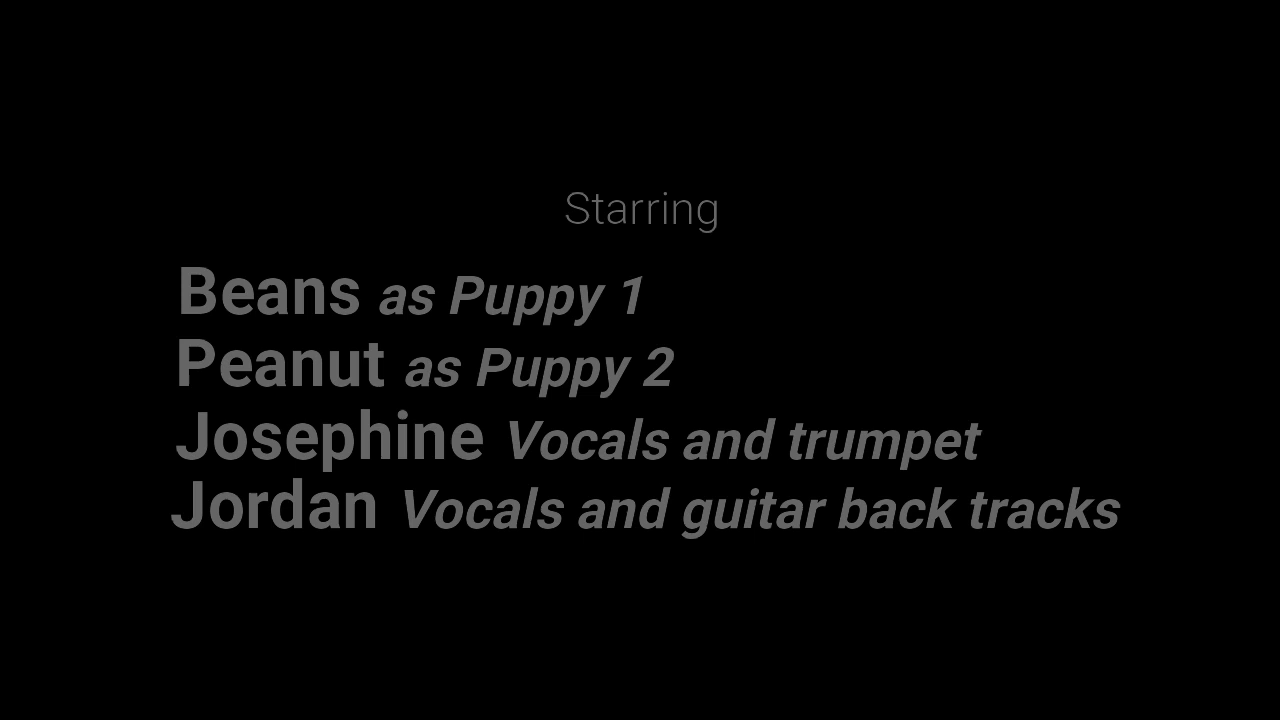 Starring
Beans as Puppy 1
Peanut as Puppy 2
Josephine Vocals and trumpet
Jordan Vocals and guitar back tracks